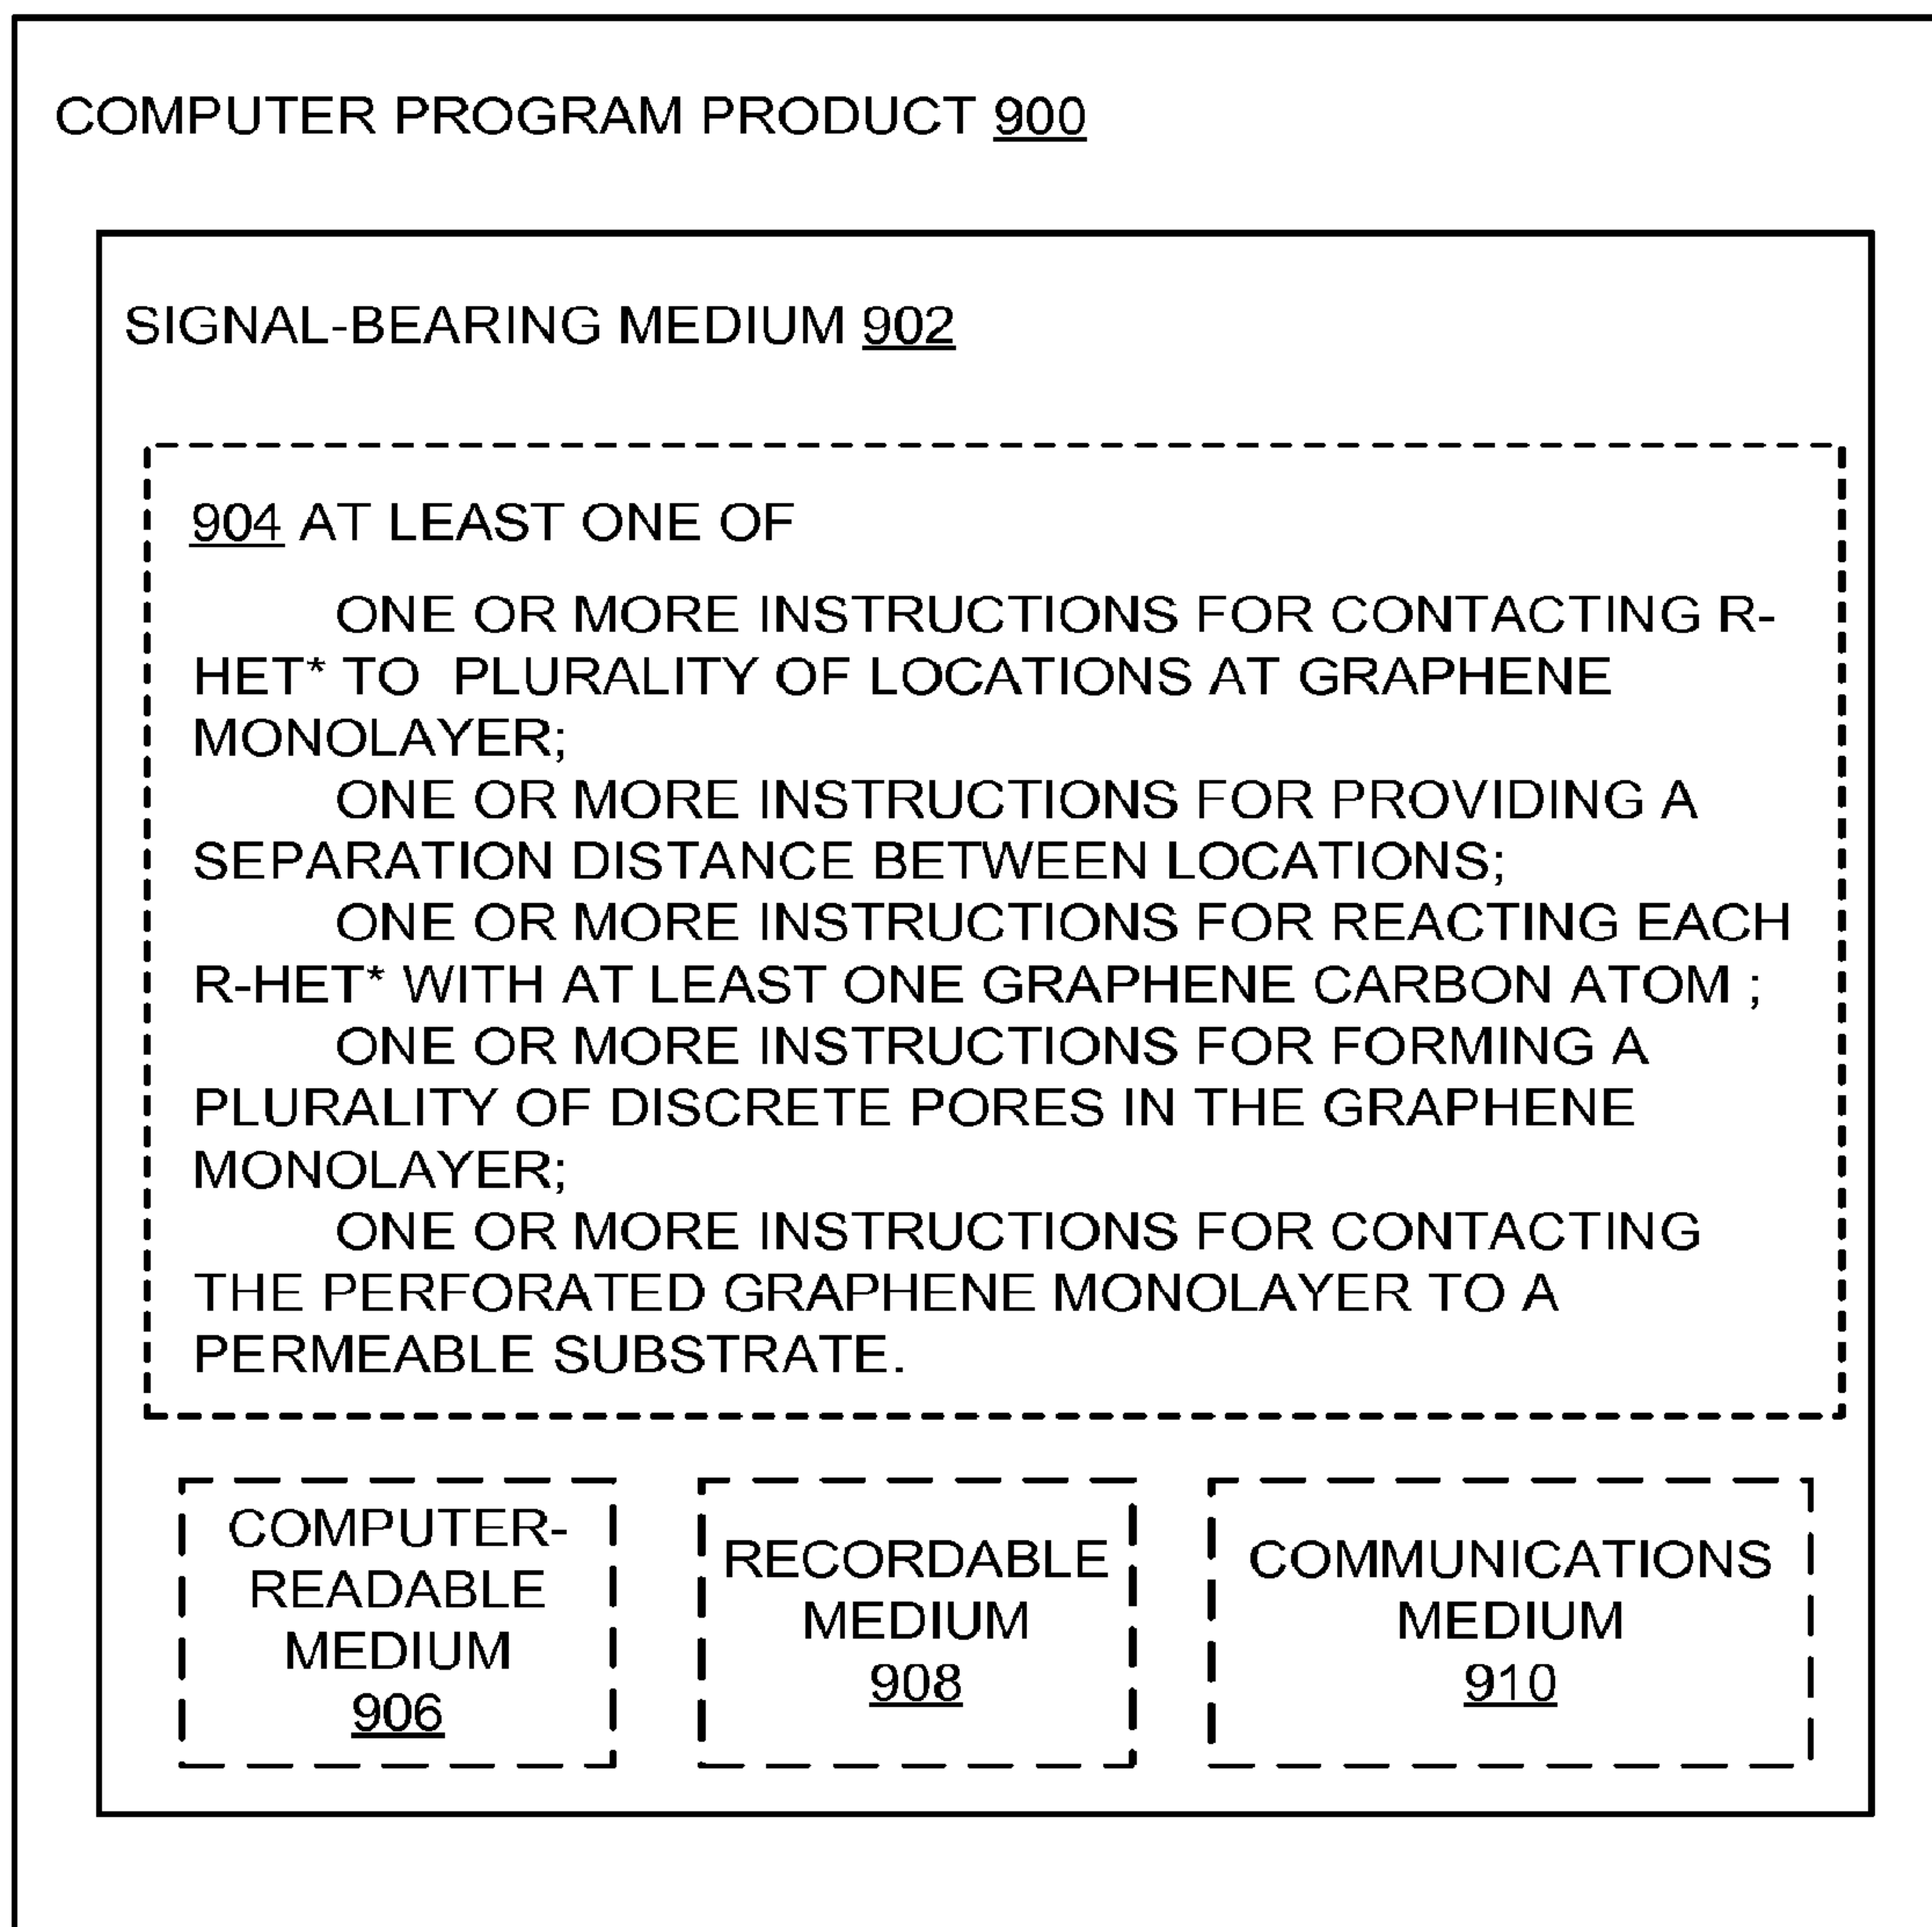 COMPUTER PROGRAM PRODUCT 900
SIGNAL-BEARING MEDIUM 902
904 AT LEAST ONE OF
ONE OR MORE INSTRUCTIONS FOR CONTACTING R-
HET* TO PLURALITY OF LOCATIONS AT GRAPHENE
MONOLAYER;
ONE OR MORE INSTRUCTIONS FOR PROVIDING A
SEPARATION DISTANCE BETWEEN LOCATIONS;
ONE OR MORE INSTRUCTIONS FOR REACTING EACH
R-HET* WITH AT LEAST ONE GRAPHENE CARBON ATOM ;
ONE OR MORE INSTRUCTIONS FOR FORMING A
PLURALITY OF DISCRETE PORES IN THE GRAPHENE
MONOLAYER;
ONE OR MORE INSTRUCTIONS FOR CONTACTING
THE PERFORATED GRAPHENE MONOLAYER TO A
PERMEABLE SUBSTRATE.
COMPUTER-
READABLE
MEDIUM
906
RECORDABLE
MEDIUM
908
COMMUNICATIONS
MEDIUM
910